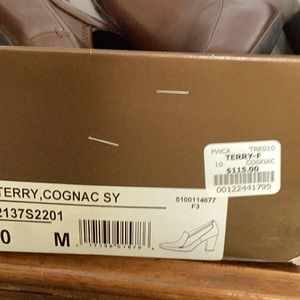 PWCA TRE010
TERRY-F
10 COGNAC
$115.00
00122441795
TERRY,COGNAC SY
2137S2201
5100114677
F3
0 M